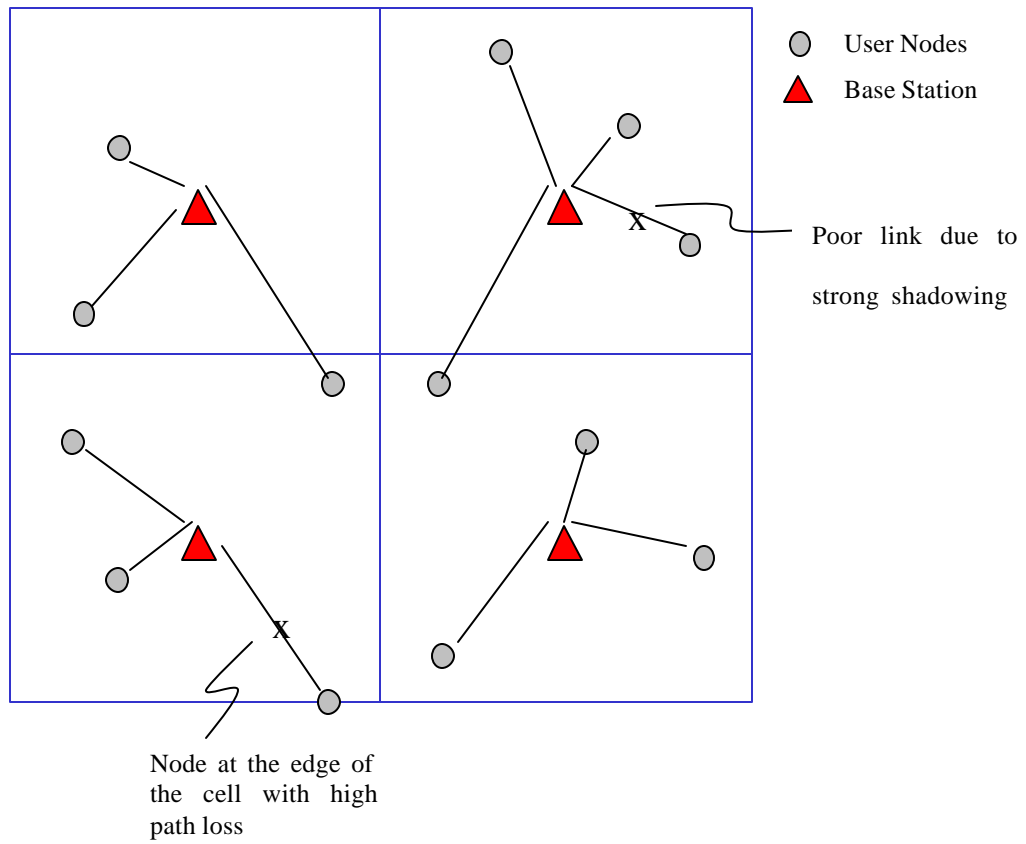 User Nodes
Base Station
x
Poor link due to
strong shadowing
x
Node at the edge of
the cell with high
path loss